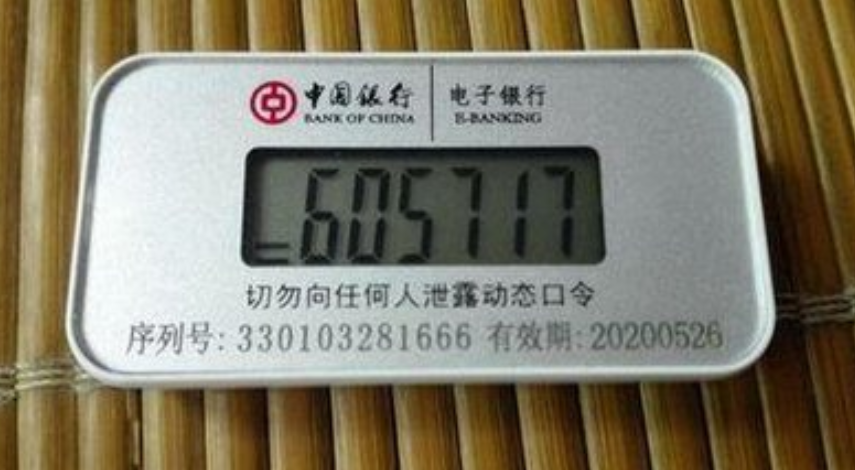 中国银行 电子银行
BANK OF CHINA E-BANKING
605717
切勿向任何人泄露动态口令
序列号: 330103281666 有效期: 20200526